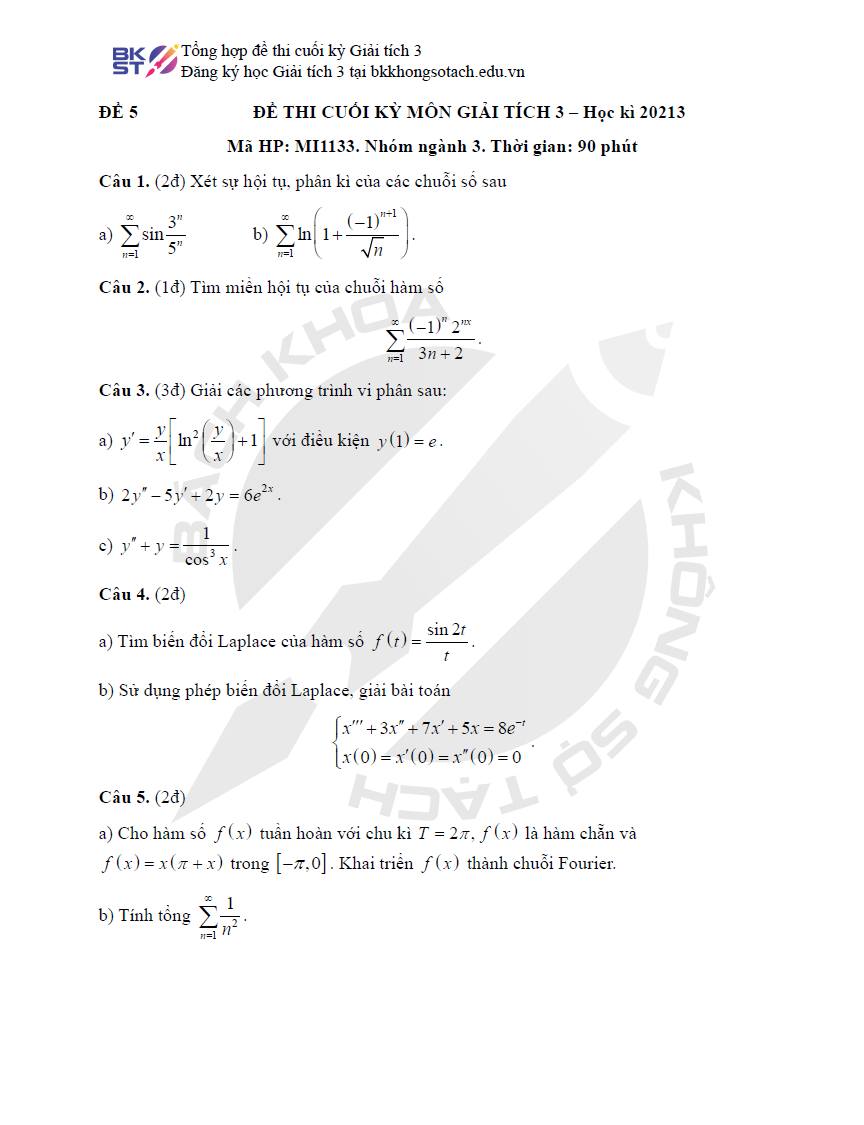 BK
ST
Tổng hợp đề thi cuối kỳ Giải tích 3
Đăng ký học Giải tích 3 tại bkkhongsotach.edu.vn
ĐỀ 5 ĐỀ THI CUỐI KỲ MÔN GIẢI TÍCH 3 – Học kì 20213
Mã HP: MI1133. Nhóm ngành 3. Thời gian: 90 phút
Câu 1. (2đ) Xét sự hội tụ, phân kì của các chuỗi số sau
a) $\sum_{n=1}^{\infty} \sin \frac{3^n}{5^n}$ b) $\sum_{n=1}^{\infty} \ln\left(1+\frac{(-1)^{n+1}}{\sqrt{n}}\right)$.
Câu 2. (1đ) Tìm miền hội tụ của chuỗi hàm số
$\sum_{n=1}^{\infty} \frac{(-1)^n 2^{nx}}{3n+2}$.
Câu 3. (3đ) Giải các phương trình vi phân sau:
a) $y' = \frac{y}{x}\left[\ln^2\left(\frac{y}{x}\right)+1\right]$ với điều kiện $y(1)=e$.
b) $2y''-5y'+2y=6e^{2x}$.
c) $y''+y=\frac{1}{\cos^3 x}$.
Câu 4. (2đ)
a) Tìm biến đổi Laplace của hàm số $f(t)=\frac{\sin 2t}{t}$.
b) Sử dụng phép biến đổi Laplace, giải bài toán
$\begin{cases} x'''+3x''+7x'+5x=8e^{-t} \\ x(0)=x'(0)=x''(0)=0 \end{cases}$.
Câu 5. (2đ)
a) Cho hàm số $f(x)$ tuần hoàn với chu kì $T=2\pi$, $f(x)$ là hàm chẵn và
$f(x)=x(\pi+x)$ trong $[-\pi,0]$. Khai triển $f(x)$ thành chuỗi Fourier.
b) Tính tổng $\sum_{n=1}^{\infty} \frac{1}{n^2}$.
BÁCH KHOA
KHÔNG SỢ TẠCH